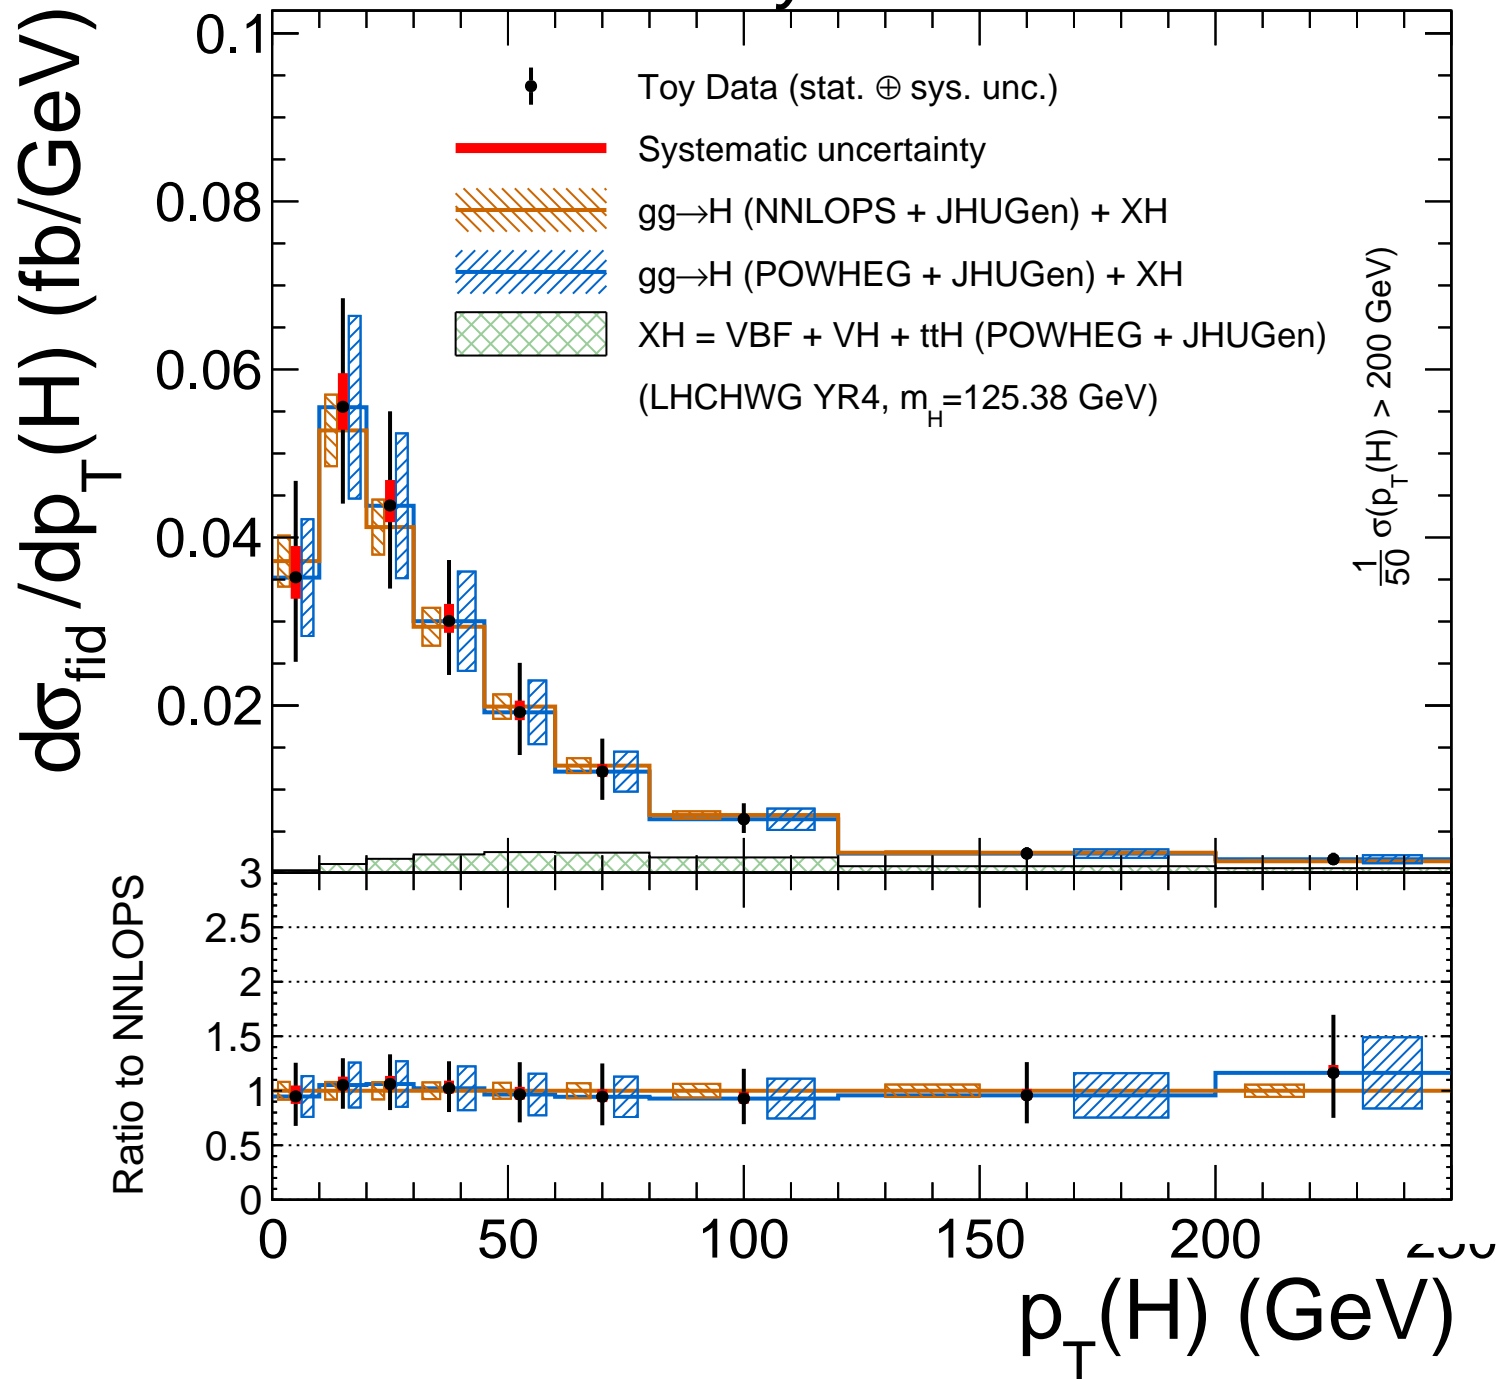 dσfid/dpT(H) (fb/GeV)
0.1
0.08
0.06
0.04
0.02
Toy Data (stat. ⊕ sys. unc.)
Systematic uncertainty
gg→H (NNLOPS + JHUGen) + XH
gg→H (POWHEG + JHUGen) + XH
XH = VBF + VH + ttH (POWHEG + JHUGen)
(LHCHWG YR4, mH=125.38 GeV)
1/50 σ(pT(H) > 200 GeV)
Ratio to NNLOPS
3
2.5
2
1.5
1
0.5
0
0 50 100 150 200
pT(H) (GeV)